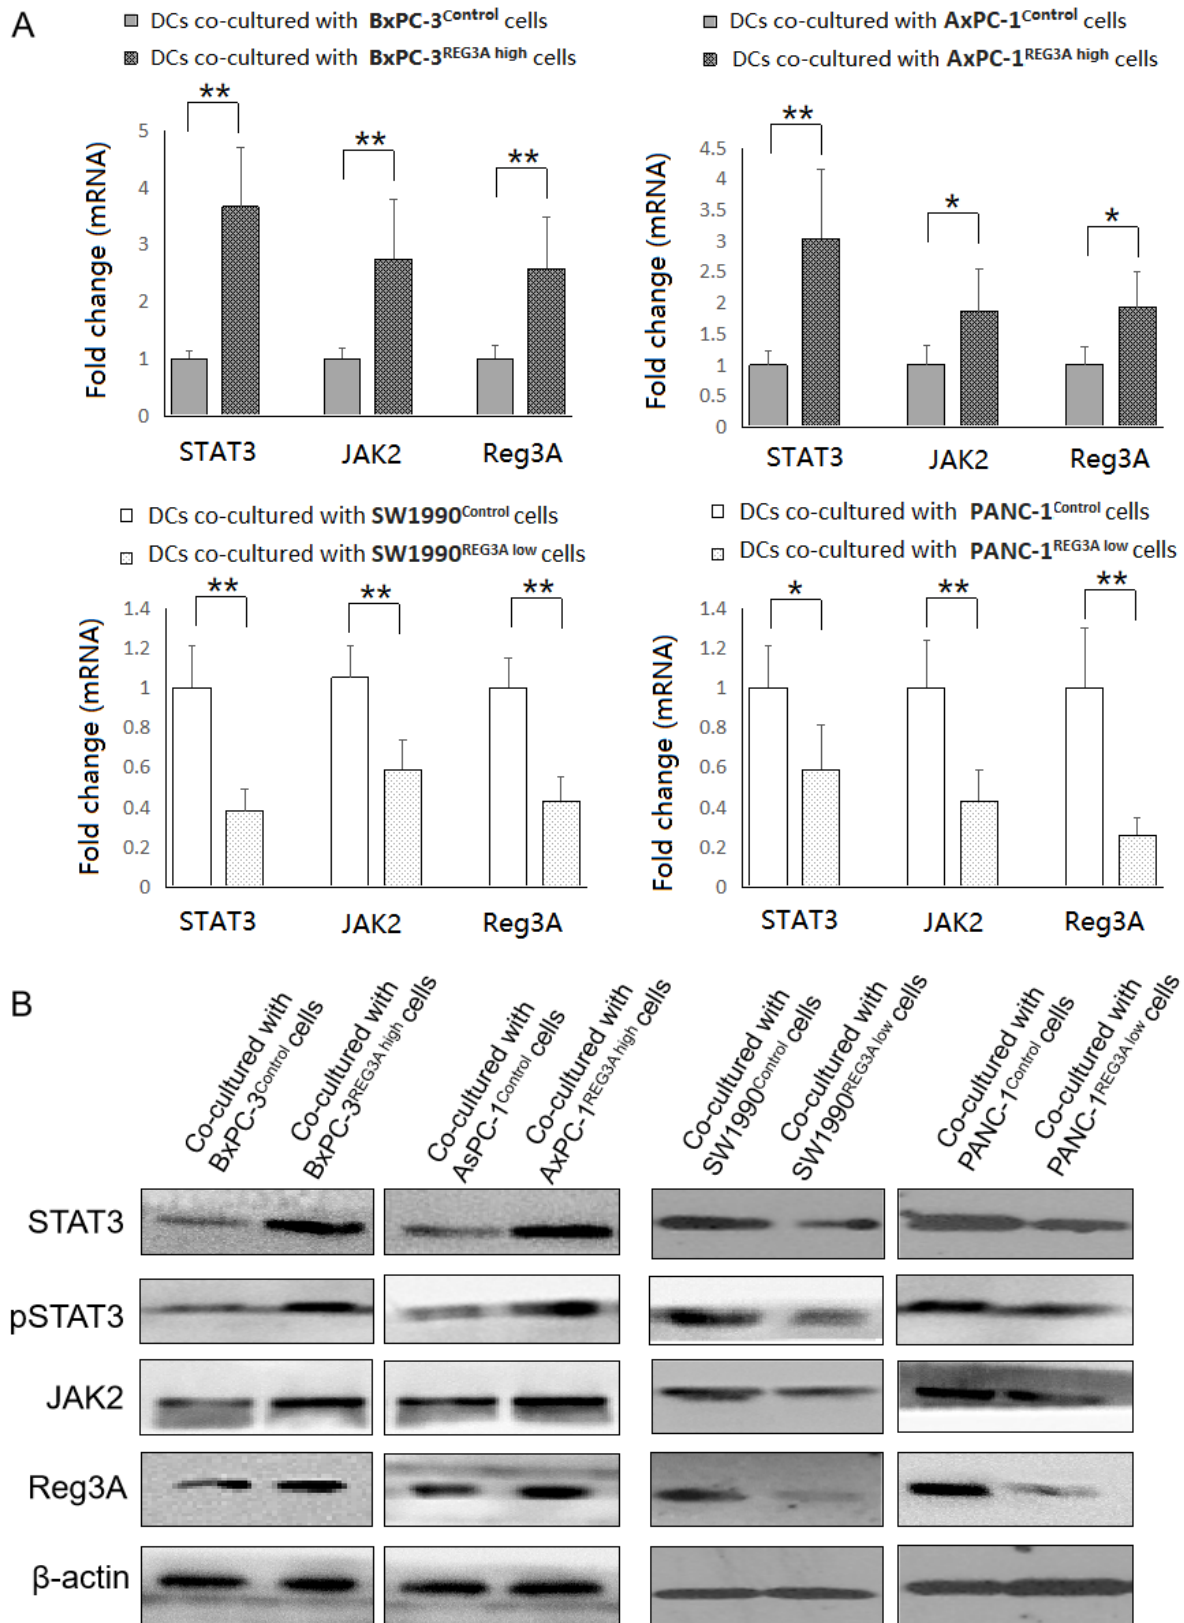 A
DCs co-cultured with BxPC-3Control cells
DCs co-cultured with BxPC-3REG3A high cells
DCs co-cultured with AxPC-1Control cells
DCs co-cultured with AxPC-1REG3A high cells
**
**
**
Fold change (mRNA)
5
4
3
2
1
0
STAT3
JAK2
Reg3A
**
*
*
Fold change (mRNA)
4.5
4
3.5
3
2.5
2
1.5
1
0.5
0
STAT3
JAK2
Reg3A
DCs co-cultured with SW1990Control cells
DCs co-cultured with SW1990REG3A low cells
DCs co-cultured with PANC-1Control cells
DCs co-cultured with PANC-1REG3A low cells
**
**
**
Fold change (mRNA)
1.4
1.2
1
0.8
0.6
0.4
0.2
0
STAT3
JAK2
Reg3A
*
**
**
Fold change (mRNA)
1.4
1.2
1
0.8
0.6
0.4
0.2
0
STAT3
JAK2
Reg3A
B
Co-cultured with
BxPC-3Control cells
Co-cultured with
BxPC-3REG3A high cells
Co-cultured with
AsPC-1Control cells
Co-cultured with
AxPC-1REG3A high cells
Co-cultured with
SW1990Control cells
Co-cultured with
SW1990REG3A low cells
Co-cultured with
PANC-1Control cells
Co-cultured with
PANC-1REG3A low cells
STAT3
pSTAT3
JAK2
Reg3A
β-actin